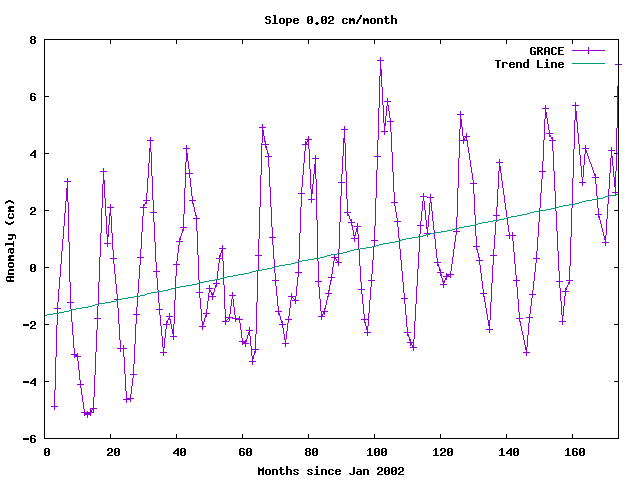 Slope 0.02 cm/month
GRACE
Trend Line
8
6
4
2
0
-2
-4
-6
Anomaly (cm)
0 20 40 60 80 100 120 140 160
Months since Jan 2002